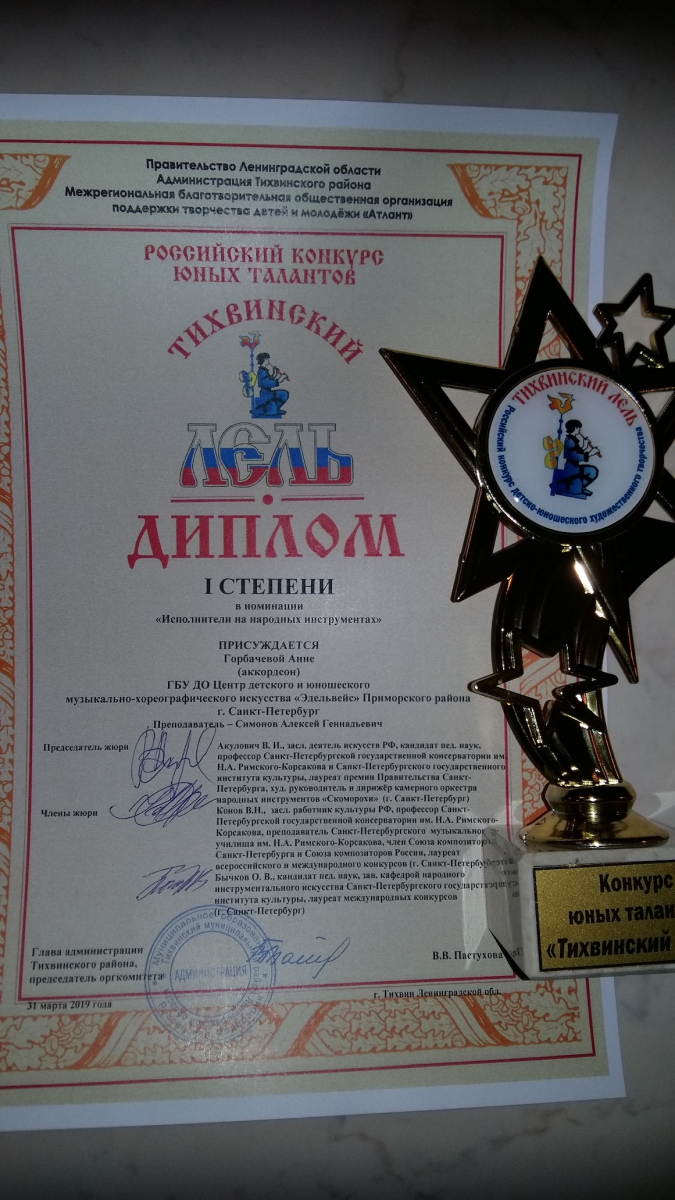 Правительство Ленинградской области
Администрация Тихвинского района
Межрегиональная благотворительная общественная организация
поддержки творчества детей и молодёжи «Атлант»
РОССИЙСКИЙ КОНКУРС
ЮНЫХ ТАЛАНТОВ
ТИХВИНСКИЙ
ЛЕЛЬ
ДИПЛОМ
I СТЕПЕНИ
в номинации
«Исполнители на народных инструментах»
ПРИСУЖДАЕТСЯ
Горбачевой Анне
(аккордеон)
ГБУ ДО Центр детского и юношеского
музыкально-хореографического искусства «Эдельвейс» Приморского района
г. Санкт-Петербург
Преподаватель – Симонов Алексей Геннадьевич
Председатель жюри
Акулович В. И., засл. деятель искусств РФ, кандидат пед. наук,
профессор Санкт-Петербургской государственной консерватории им.
Н.А. Римского-Корсакова и Санкт-Петербургского государственного
института культуры, лауреат премии Правительства Санкт-
Петербурга, худ. руководитель и дирижёр камерного оркестра
народных инструментов «Скоморохи» (г. Санкт-Петербург)
Члены жюри
Конов В.Н., засл. работник культуры РФ, профессор Санкт-
Петербургской государственной консерватории им. Н.А. Римского-
Корсакова, преподаватель Санкт-Петербургского музыкального
училища им. Н.А. Римского-Корсакова, член Союза композиторов
Санкт-Петербурга и Союза композиторов России, лауреат
всероссийского и международного конкурсов (г. Санкт-Петербург)
Бычков О. В., кандидат пед. наук, зав. кафедрой народного
инструментального искусства Санкт-Петербургского государственного
института культуры, лауреат международных конкурсов
(г. Санкт-Петербург)
Глава администрации
Тихвинского района,
председатель оргкомитета
В.В. Пастухова
АДМИНИСТРАЦИЯ
31 марта 2019 года
г. Тихвин Ленинградской обл.
ТИХВИНСКИЙ ЛЕЛЬ
Российский конкурс детско-юношеского художественного творчества
Конкурс
юных талан
«Тихвинский